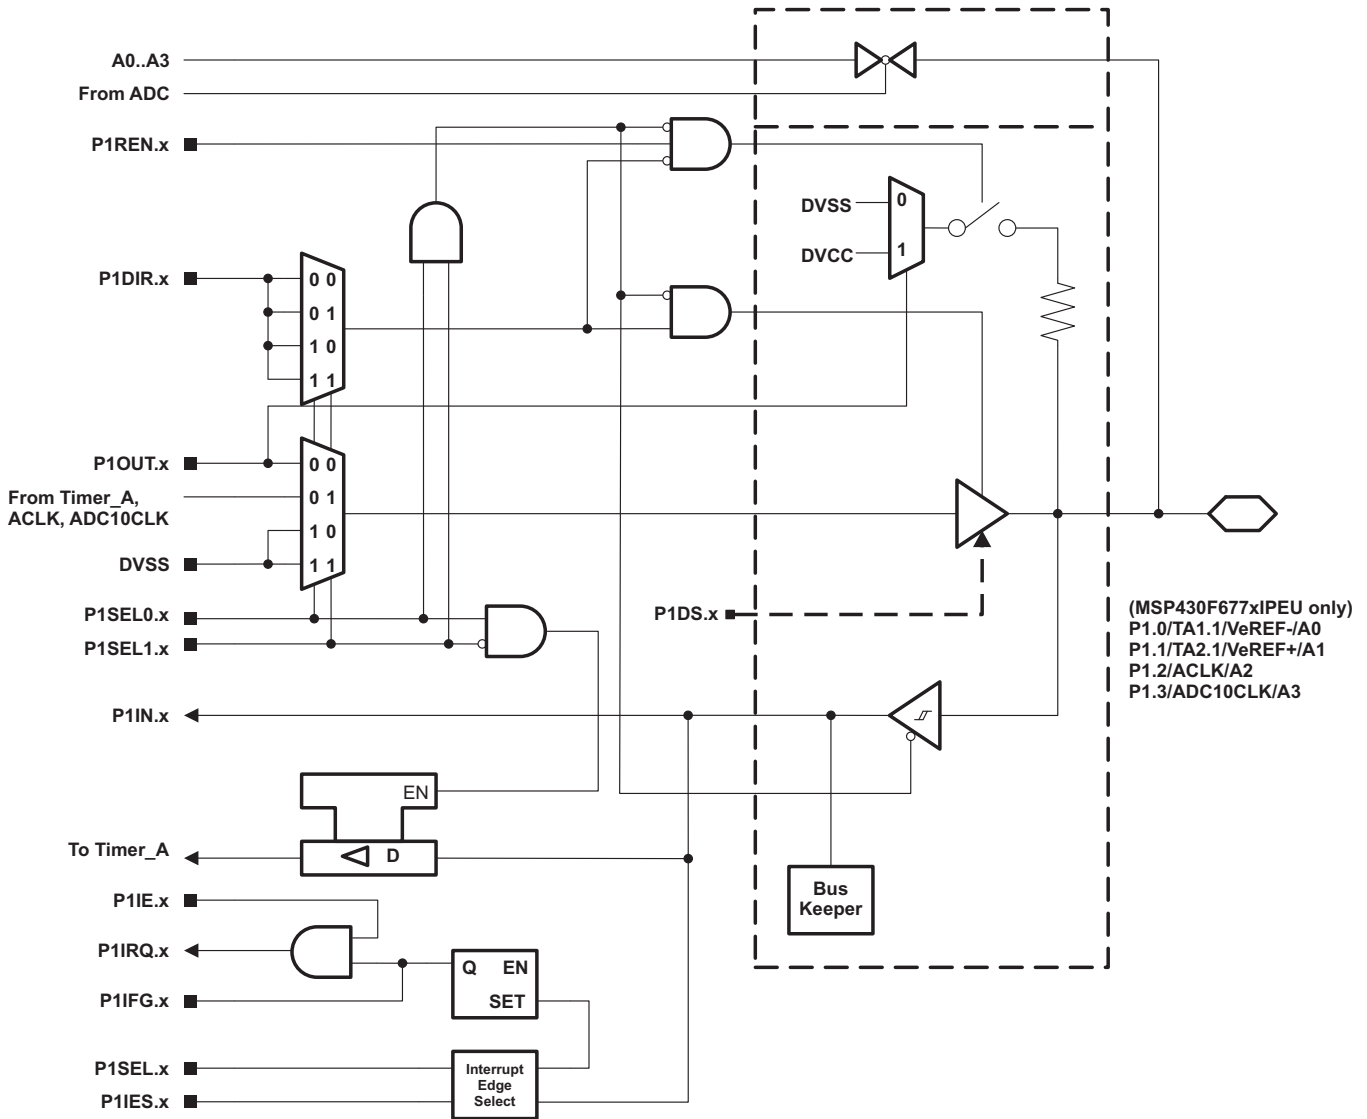 A0..A3
From ADC
P1REN.x
DVSS
0
DVCC
1
P1DIR.x
0 0
0 1
1 0
1 1
P1OUT.x
0 0
From Timer_A,
ACLK, ADC10CLK
0 1
1 0
DVSS
1 1
P1SEL0.x
P1SEL1.x
P1DS.x
(MSP430F677xIPEU only)
P1.0/TA1.1/VeREF-/A0
P1.1/TA2.1/VeREF+/A1
P1.2/ACLK/A2
P1.3/ADC10CLK/A3
P1IN.x
EN
To Timer_A
D
Bus
Keeper
P1IE.x
P1IRQ.x
Q EN
SET
P1IFG.x
P1SEL.x
P1IES.x
Interrupt
Edge
Select